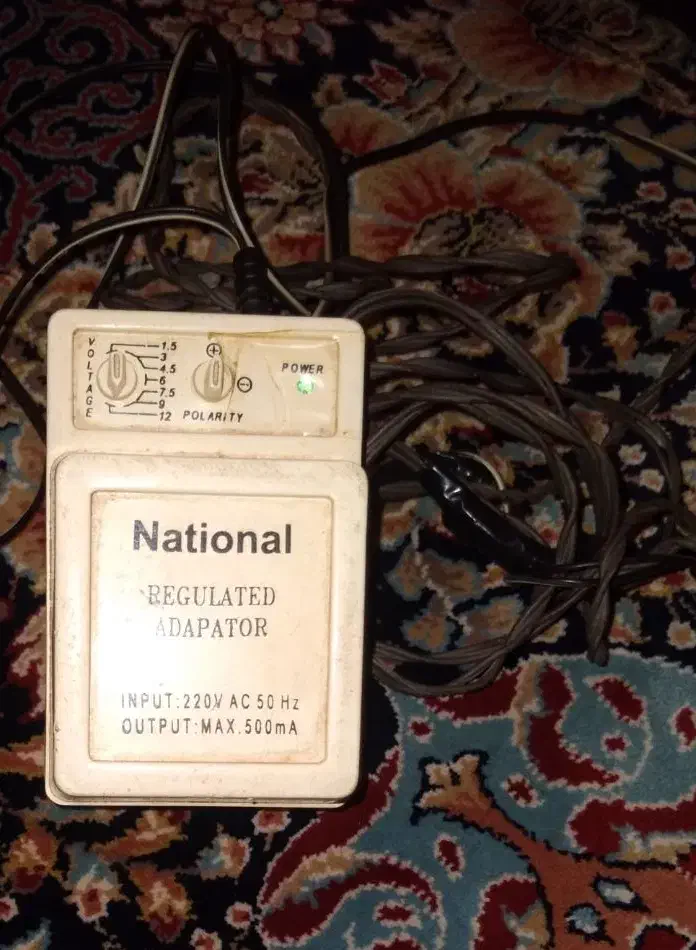 VOLTAGE
1.5
3
4.5
6
7.5
9
12
+
−
POLARITY
POWER
National
REGULATED
ADAPATOR
INPUT:220V AC 50 Hz
OUTPUT:MAX.500mA